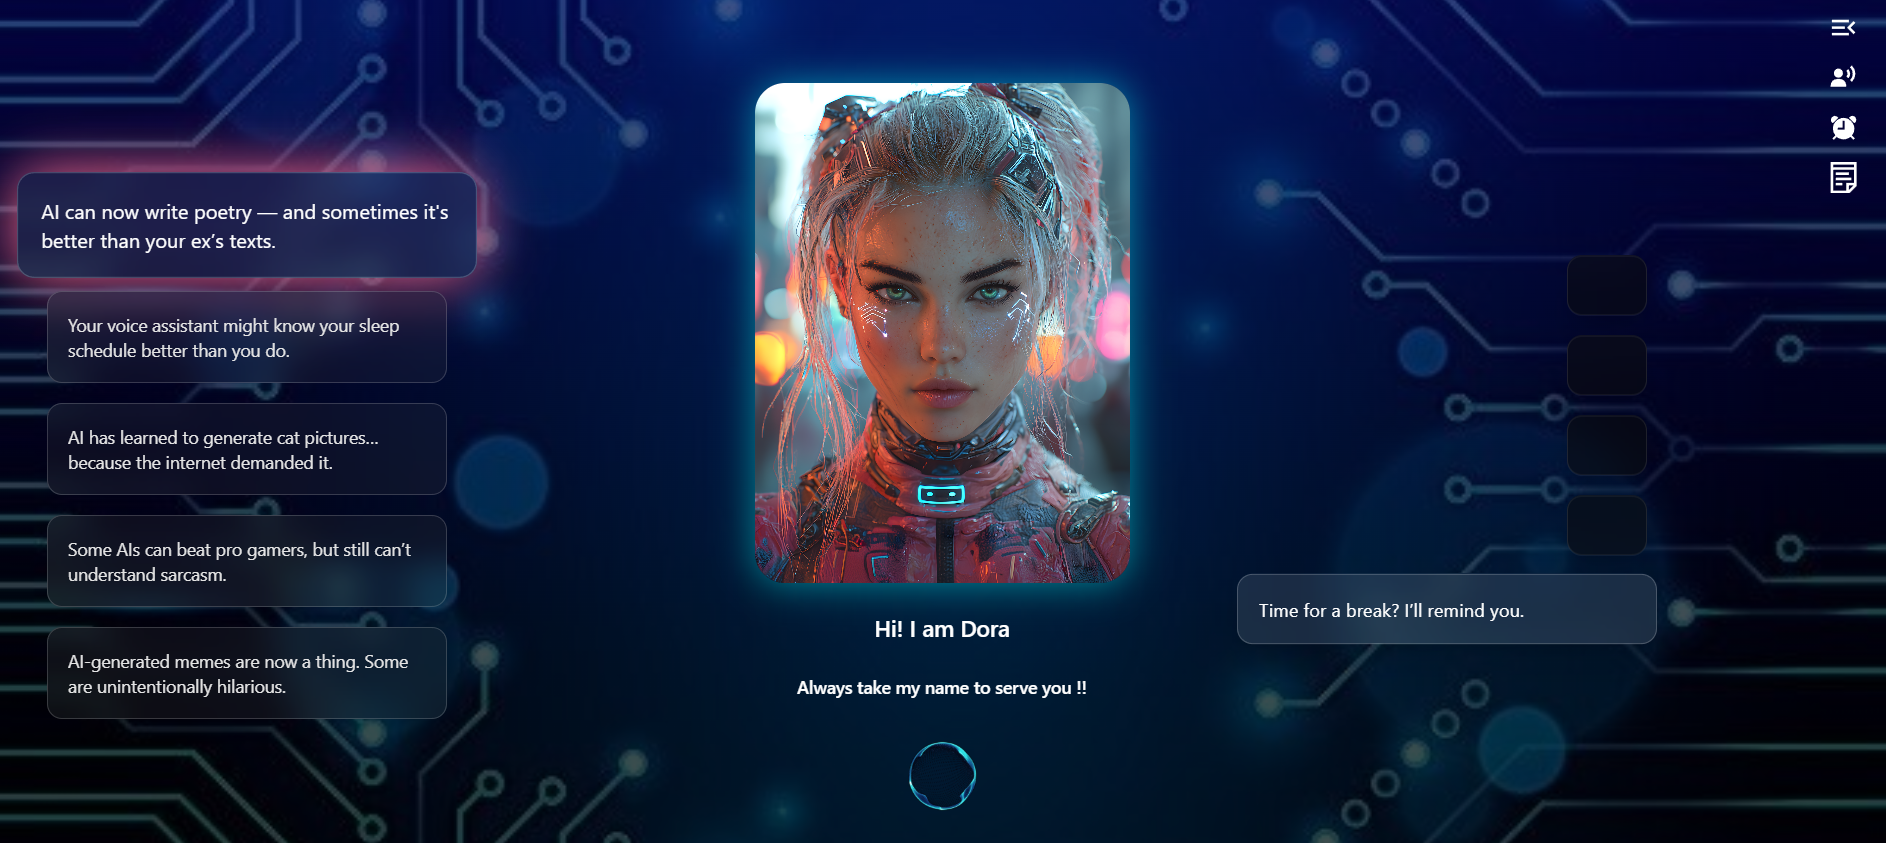 AI can now write poetry — and sometimes it's
better than your ex’s texts.
Your voice assistant might know your sleep
schedule better than you do.
AI has learned to generate cat pictures...
because the internet demanded it.
Some AIs can beat pro gamers, but still can’t
understand sarcasm.
AI-generated memes are now a thing. Some
are unintentionally hilarious.
Hi! I am Dora
Always take my name to serve you !!
Time for a break? I’ll remind you.